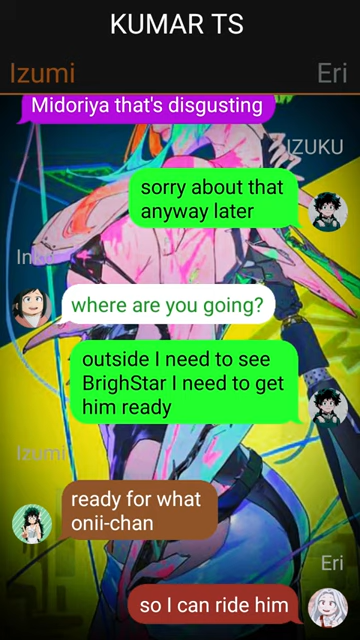 KUMAR TS
Izumi
Eri
Midoriya that's disgusting
IZUKU
sorry about that
anyway later
Inko
where are you going?
outside I need to see
BrighStar I need to get
him ready
Izumi
ready for what
onii-chan
Eri
so I can ride him